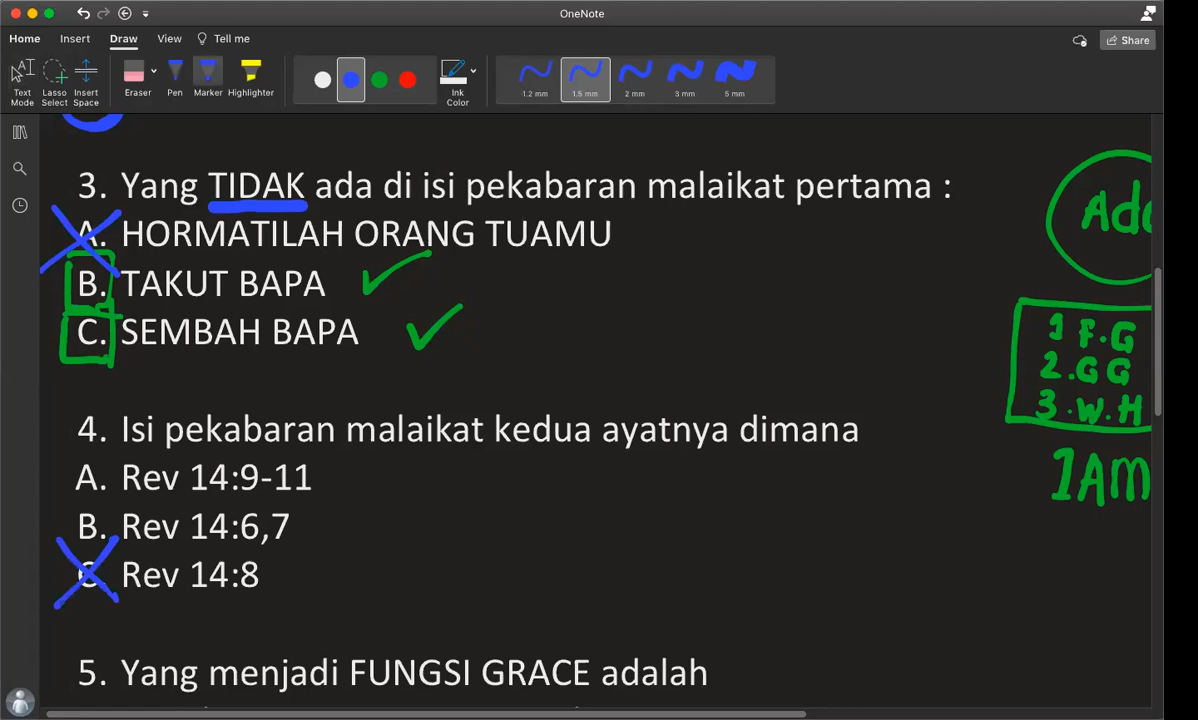 OneNote
Home Insert Draw View Tell me
Share
Text Mode
Lasso Select
Insert Space
Eraser
Pen
Marker
Highlighter
Ink Color
1.2 mm
1.5 mm
2 mm
3 mm
5 mm
3. Yang TIDAK ada di isi pekabaran malaikat pertama :
A. HORMATILAH ORANG TUAMU
B. TAKUT BAPA
C. SEMBAH BAPA
4. Isi pekabaran malaikat kedua ayatnya dimana
A. Rev 14:9-11
B. Rev 14:6,7
C. Rev 14:8
5. Yang menjadi FUNGSI GRACE adalah
1 F.G
2.GG
3.W.H
1Am